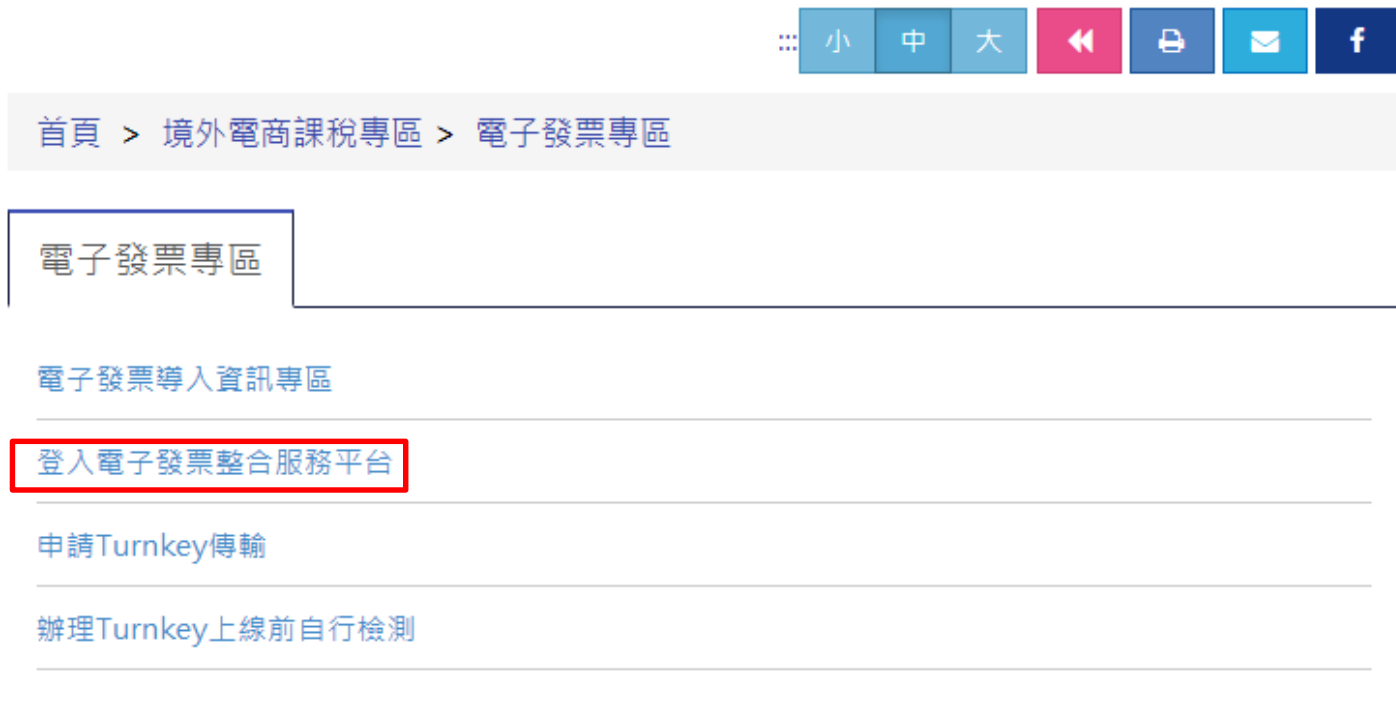 ::: 小 中 大 f
首頁 > 境外電商課稅專區 > 電子發票專區
電子發票專區
電子發票導入資訊專區
登入電子發票整合服務平台
申請Turnkey傳輸
辦理Turnkey上線前自行檢測